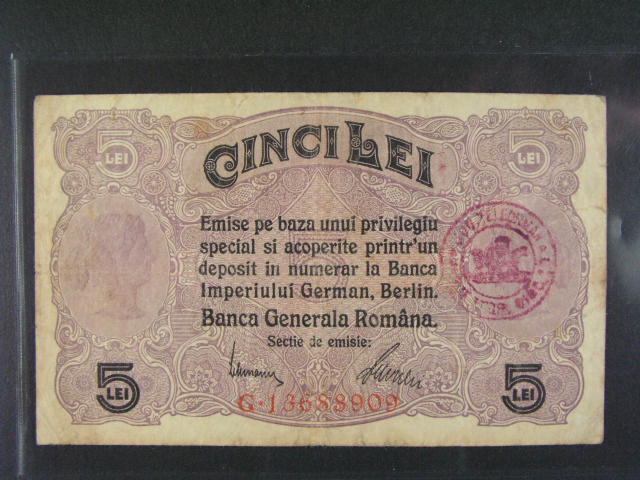 5 LEI
5 LEI
CINCI LEI
Emise pe baza unui privilegiu
special si acoperite printr'un
deposit in numerar la Banca
Imperiului German, Berlin.
Banca Generala Româna.
Sectie de emisie:
G·13688909
5 LEI
5 LEI